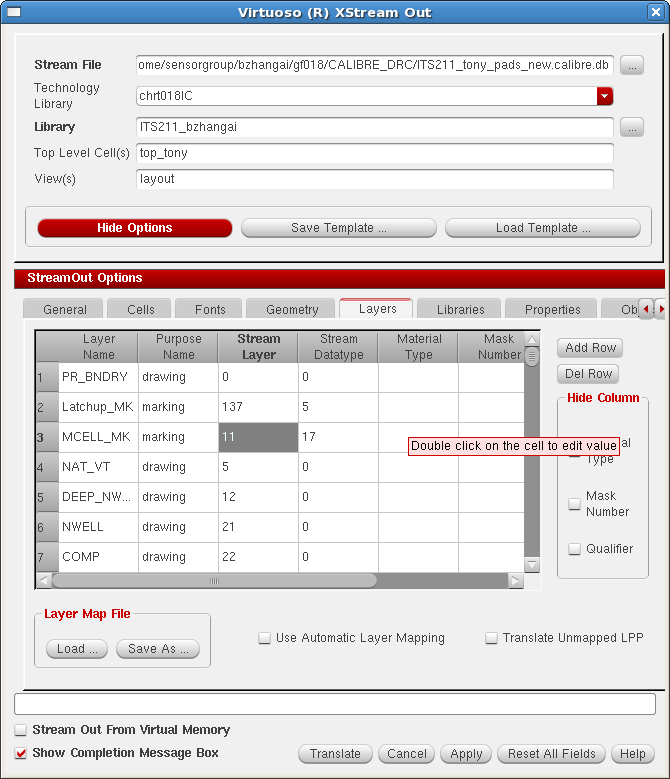 Virtuoso (R) XStream Out
Stream File
ome/sensorgroup/bzhangai/gf018/CALIBRE_DRC/ITS211_tony_pads_new.calibre.db
...
Technology
Library
chrt018IC
Library
ITS211_bzhangai
...
Top Level Cell(s)
top_tony
View(s)
layout
Hide Options
Save Template ...
Load Template ...
StreamOut Options
General
Cells
Fonts
Geometry
Layers
Libraries
Properties
Ob
Layer
Name
Purpose
Name
Stream
Layer
Stream
Datatype
Material
Type
Mask
Number
1 PR_BNDRY drawing 0 0
2 Latchup_MK marking 137 5
3 MCELL_MK marking 11 17
4 NAT_VT drawing 5 0
5 DEEP_NW... drawing 12 0
6 NWELL drawing 21 0
7 COMP drawing 22 0
Add Row
Del Row
Hide Column
Double click on the cell to edit value
al
Type
Mask
Number
Qualifier
Layer Map File
Load ...
Save As ...
Use Automatic Layer Mapping
Translate Unmapped LPP
Stream Out From Virtual Memory
Show Completion Message Box
Translate
Cancel
Apply
Reset All Fields
Help